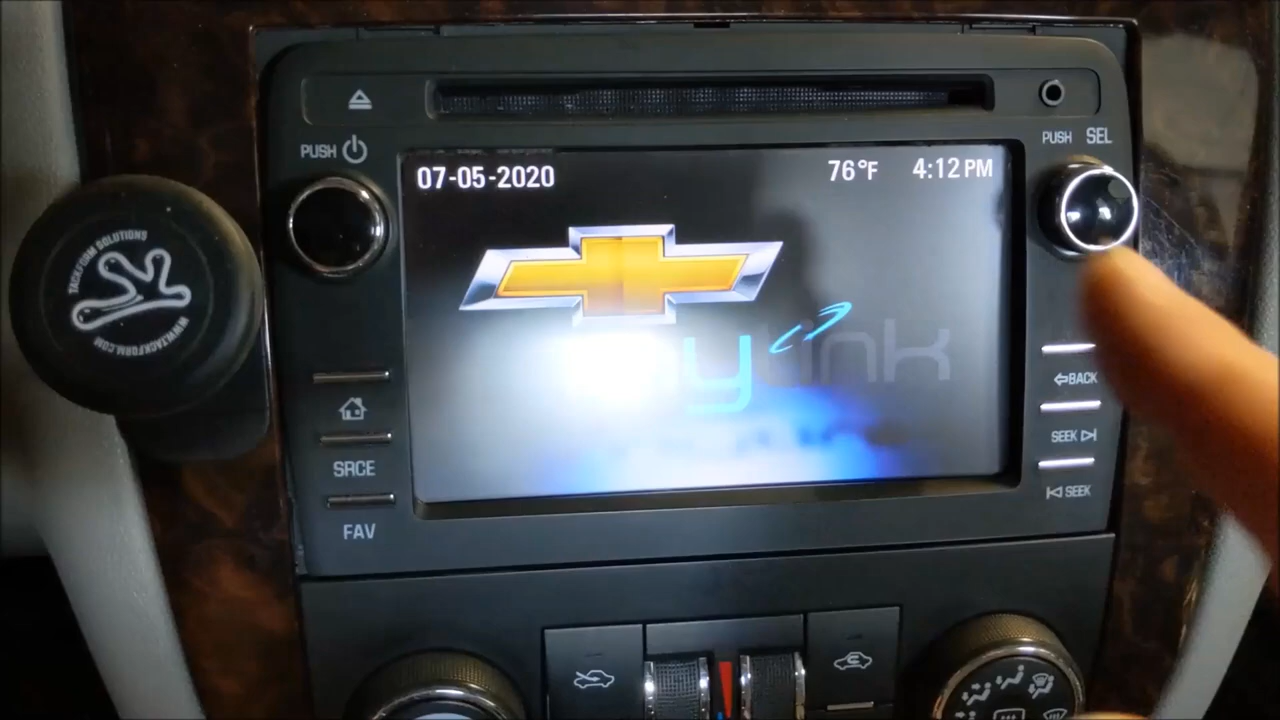 PUSH
PUSH SEL
07-05-2020 76°F 4:12 PM
TACKFORM SOLUTIONS
WWW.TACKFORM.COM
ylink
BACK
SEEK
SRCE
SEEK
FAV